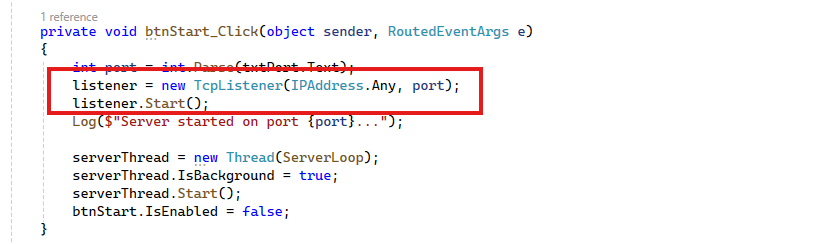 1 reference
private void btnStart_Click(object sender, RoutedEventArgs e)
{
int port = int.Parse(txtPort.Text);
listener = new TcpListener(IPAddress.Any, port);
listener.Start();
Log($"Server started on port {port}...");
serverThread = new Thread(ServerLoop);
serverThread.IsBackground = true;
serverThread.Start();
btnStart.IsEnabled = false;
}